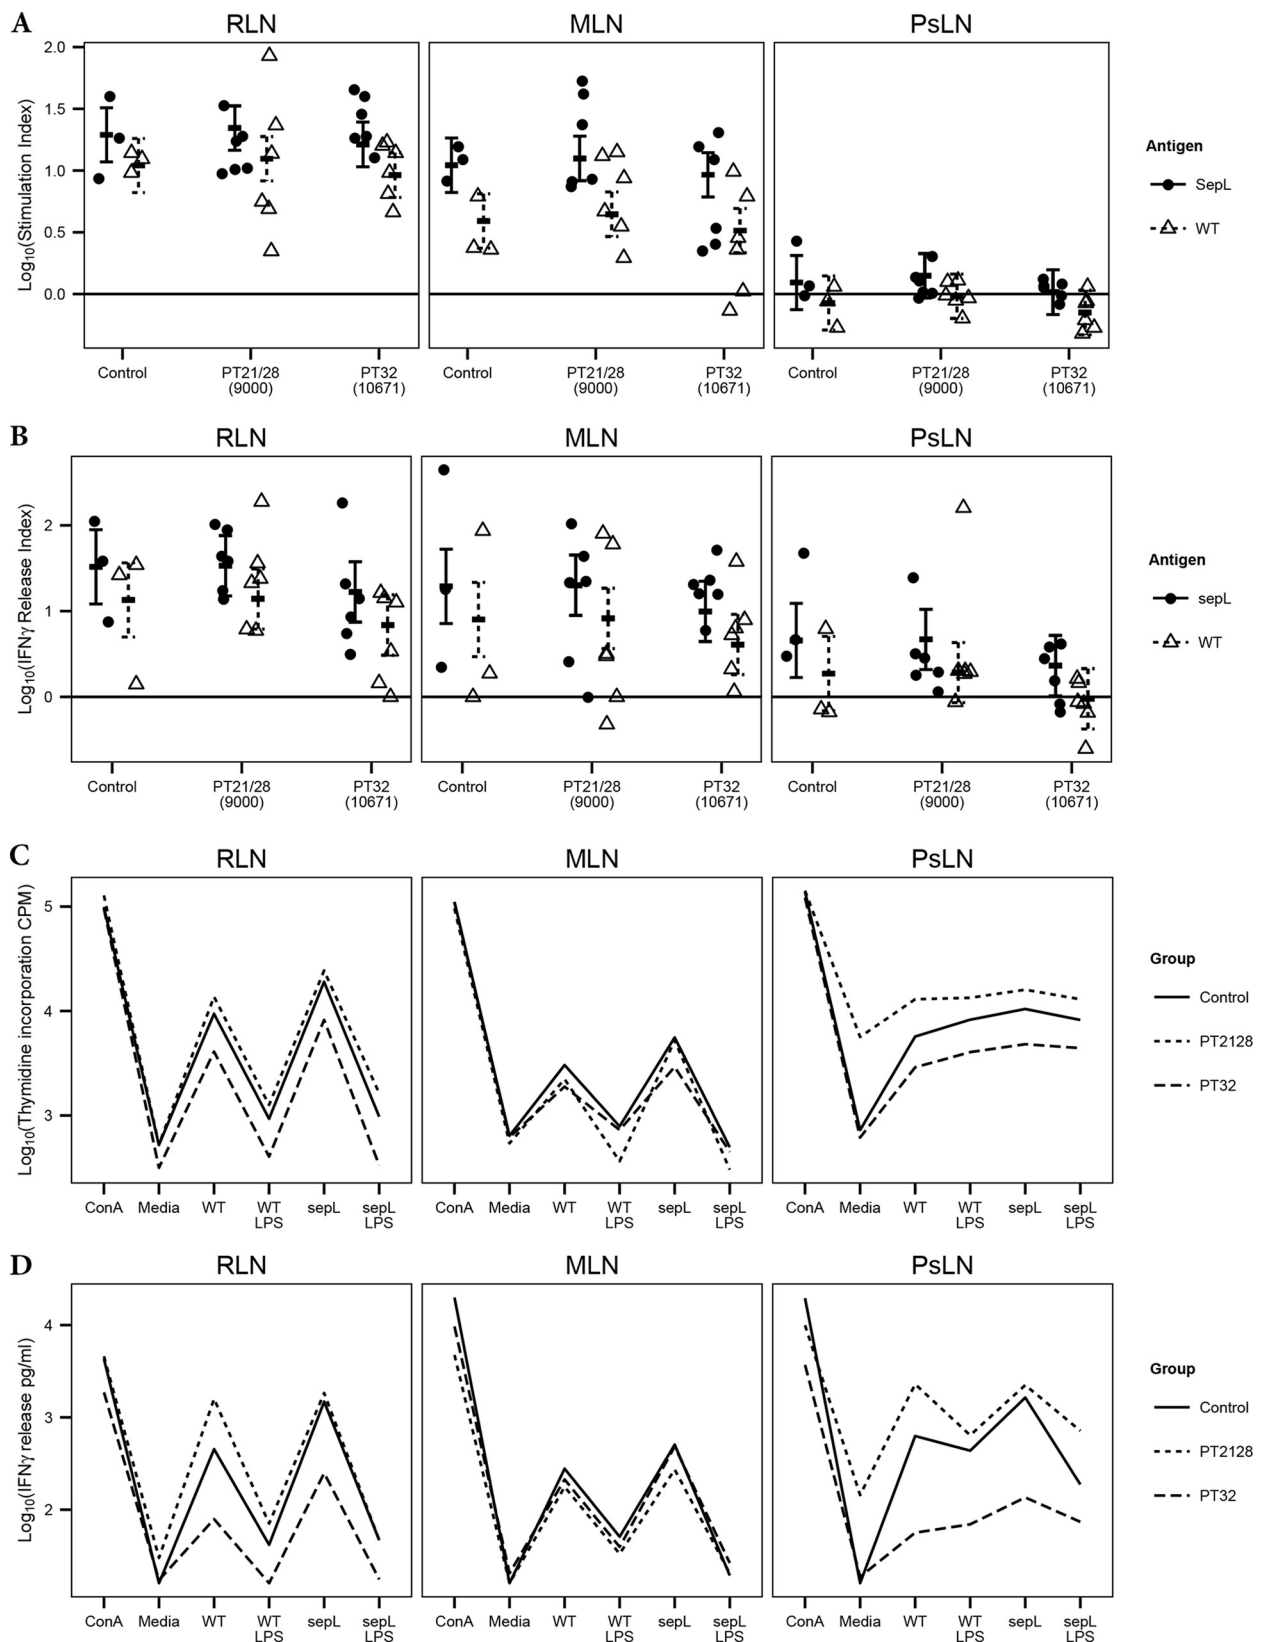 A
RLN
MLN
PsLN
Log10(Stimulation Index)
2.0
1.5
1.0
0.5
0.0
Control
PT21/28
(9000)
PT32
(10671)
Control
PT21/28
(9000)
PT32
(10671)
Control
PT21/28
(9000)
PT32
(10671)
Antigen
SepL
WT
B
RLN
MLN
PsLN
Log10(IFNγ Release Index)
2
1
0
Control
PT21/28
(9000)
PT32
(10671)
Control
PT21/28
(9000)
PT32
(10671)
Control
PT21/28
(9000)
PT32
(10671)
Antigen
sepL
WT
C
RLN
MLN
PsLN
Log10(Thymidine incorporation CPM)
5
4
3
ConA
Media
WT
WT
LPS
sepL
sepL
LPS
ConA
Media
WT
WT
LPS
sepL
sepL
LPS
ConA
Media
WT
WT
LPS
sepL
sepL
LPS
Group
Control
PT2128
PT32
D
RLN
MLN
PsLN
Log10(IFNγ release pg/ml)
4
3
2
ConA
Media
WT
WT
LPS
sepL
sepL
LPS
ConA
Media
WT
WT
LPS
sepL
sepL
LPS
ConA
Media
WT
WT
LPS
sepL
sepL
LPS
Group
Control
PT2128
PT32